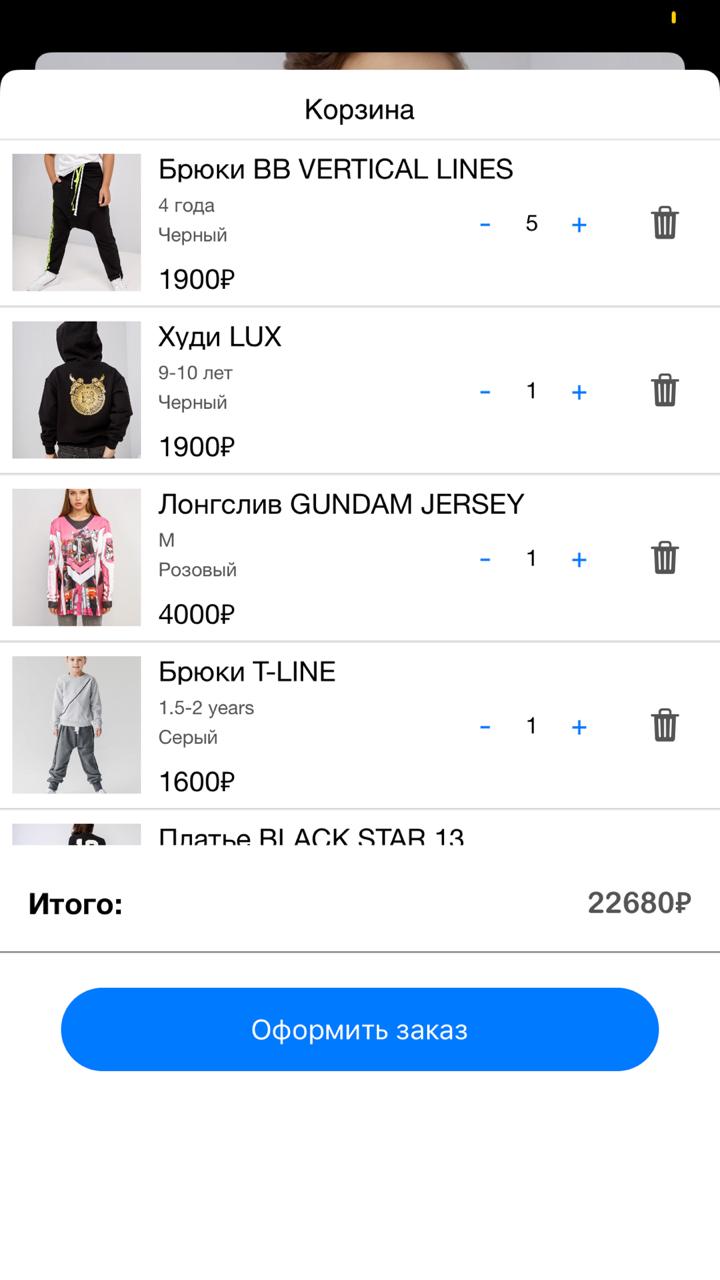 Корзина
Брюки BB VERTICAL LINES
4 года
Черный
- 5 +
1900₽
Худи LUX
9-10 лет
Черный
- 1 +
1900₽
Лонгслив GUNDAM JERSEY
M
Розовый
- 1 +
4000₽
Брюки T-LINE
1.5-2 years
Серый
- 1 +
1600₽
Платье BLACK STAR 13
Итого: 22680₽
Оформить заказ